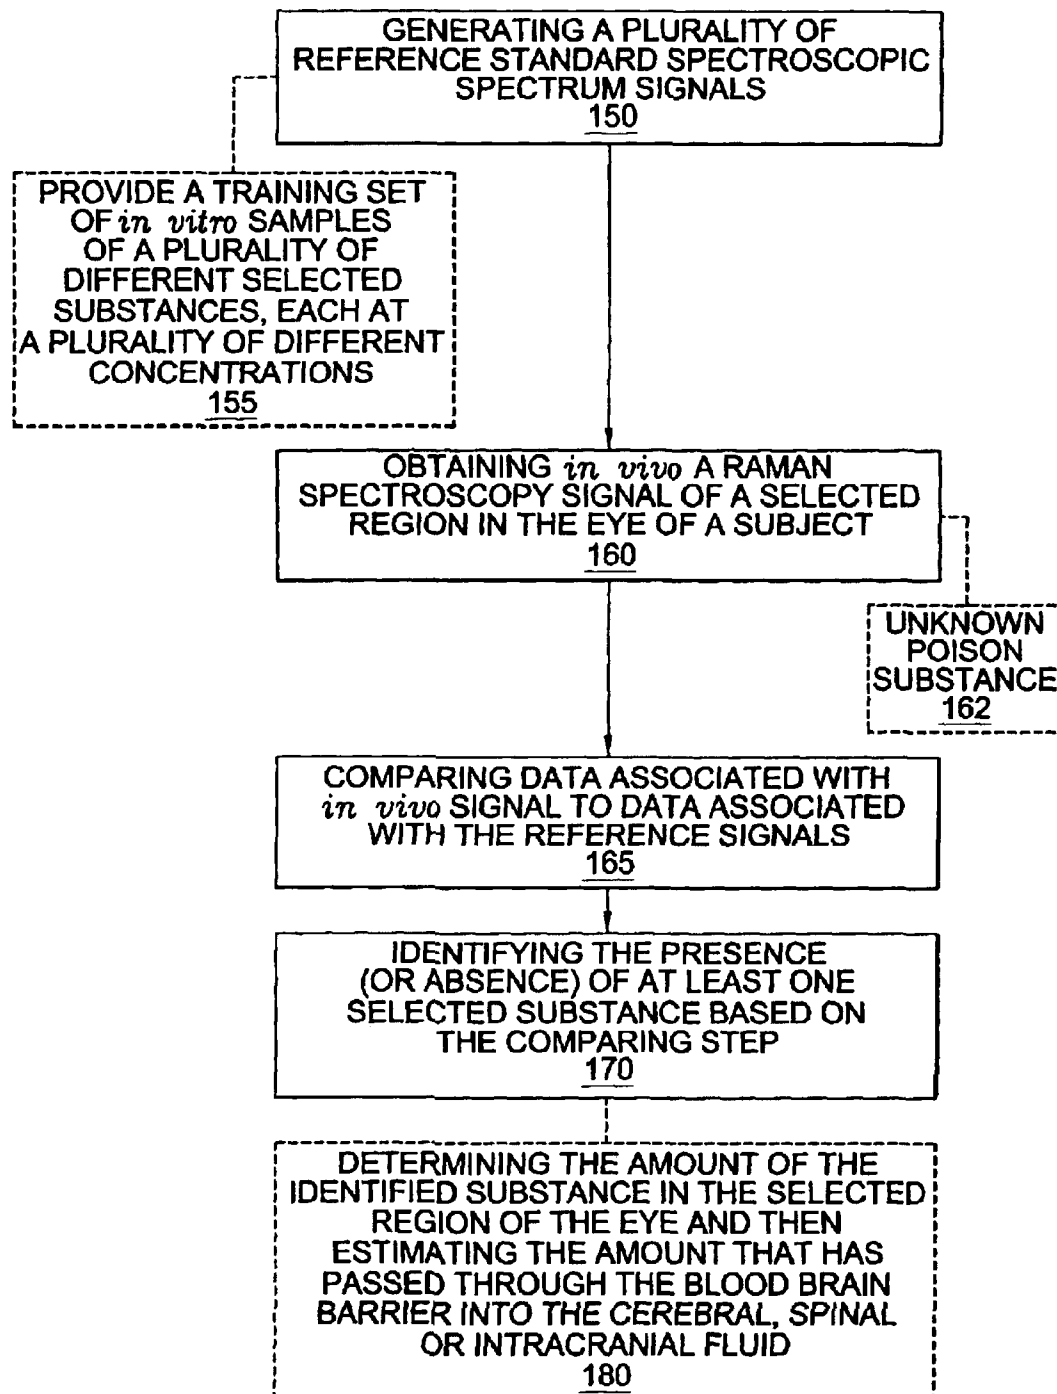 GENERATING A PLURALITY OF
REFERENCE STANDARD SPECTROSCOPIC
SPECTRUM SIGNALS
150
PROVIDE A TRAINING SET
OF in vitro SAMPLES
OF A PLURALITY OF
DIFFERENT SELECTED
SUBSTANCES, EACH AT
A PLURALITY OF DIFFERENT
CONCENTRATIONS
155
OBTAINING in vivo A RAMAN
SPECTROSCOPY SIGNAL OF A SELECTED
REGION IN THE EYE OF A SUBJECT
160
UNKNOWN
POISON
SUBSTANCE
162
COMPARING DATA ASSOCIATED WITH
in vivo SIGNAL TO DATA ASSOCIATED
WITH THE REFERENCE SIGNALS
165
IDENTIFYING THE PRESENCE
(OR ABSENCE) OF AT LEAST ONE
SELECTED SUBSTANCE BASED ON
THE COMPARING STEP
170
DETERMINING THE AMOUNT OF THE
IDENTIFIED SUBSTANCE IN THE SELECTED
REGION OF THE EYE AND THEN
ESTIMATING THE AMOUNT THAT HAS
PASSED THROUGH THE BLOOD BRAIN
BARRIER INTO THE CEREBRAL, SPINAL
OR INTRACRANIAL FLUID
180